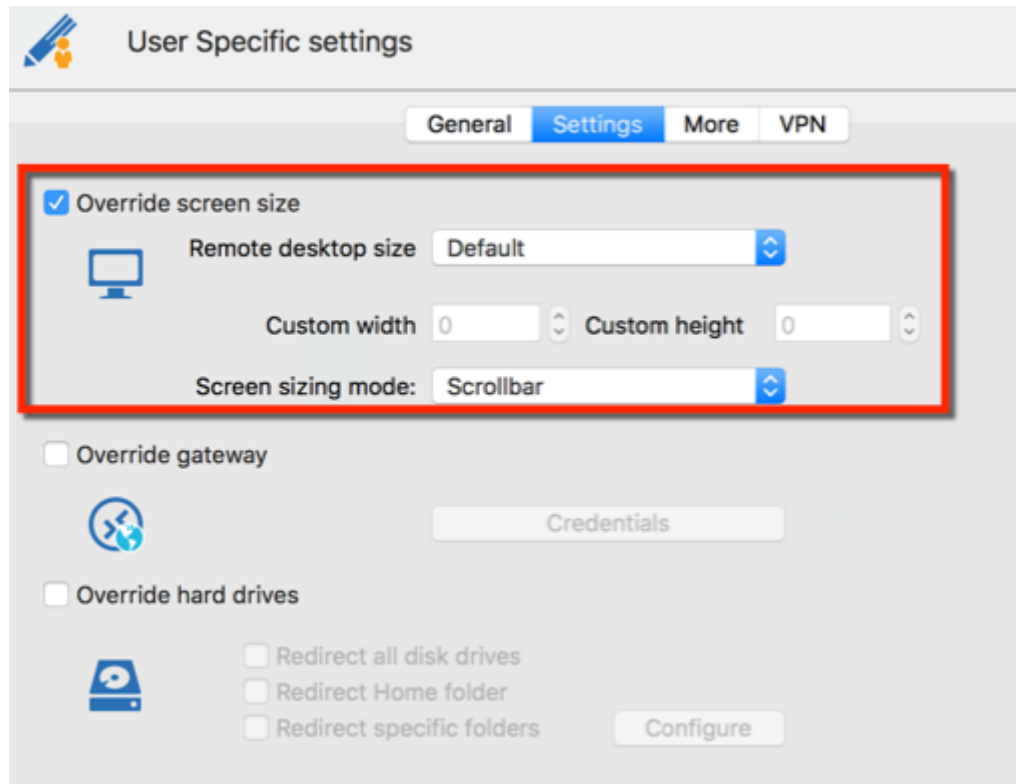 User Specific settings
General Settings More VPN
Override screen size
Remote desktop size Default
Custom width 0 Custom height 0
Screen sizing mode: Scrollbar
Override gateway
Credentials
Override hard drives
Redirect all disk drives
Redirect Home folder
Redirect specific folders Configure